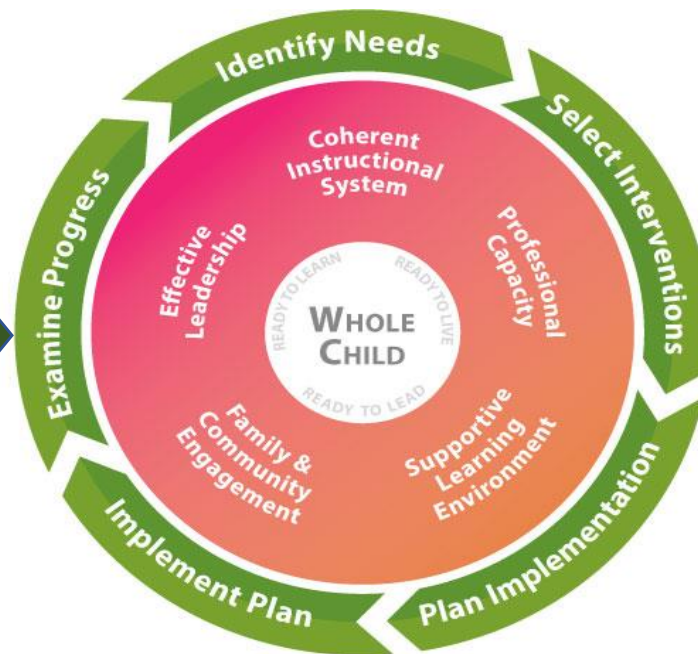 Identify Needs
Select Interventions
Plan Implementation
Implement Plan
Examine Progress
Coherent
Instructional
System
Professional
Capacity
Supportive
Learning
Environment
Family &
Community
Engagement
Effective
Leadership
READY TO LEARN
READY TO LIVE
READY TO LEAD
WHOLE
CHILD